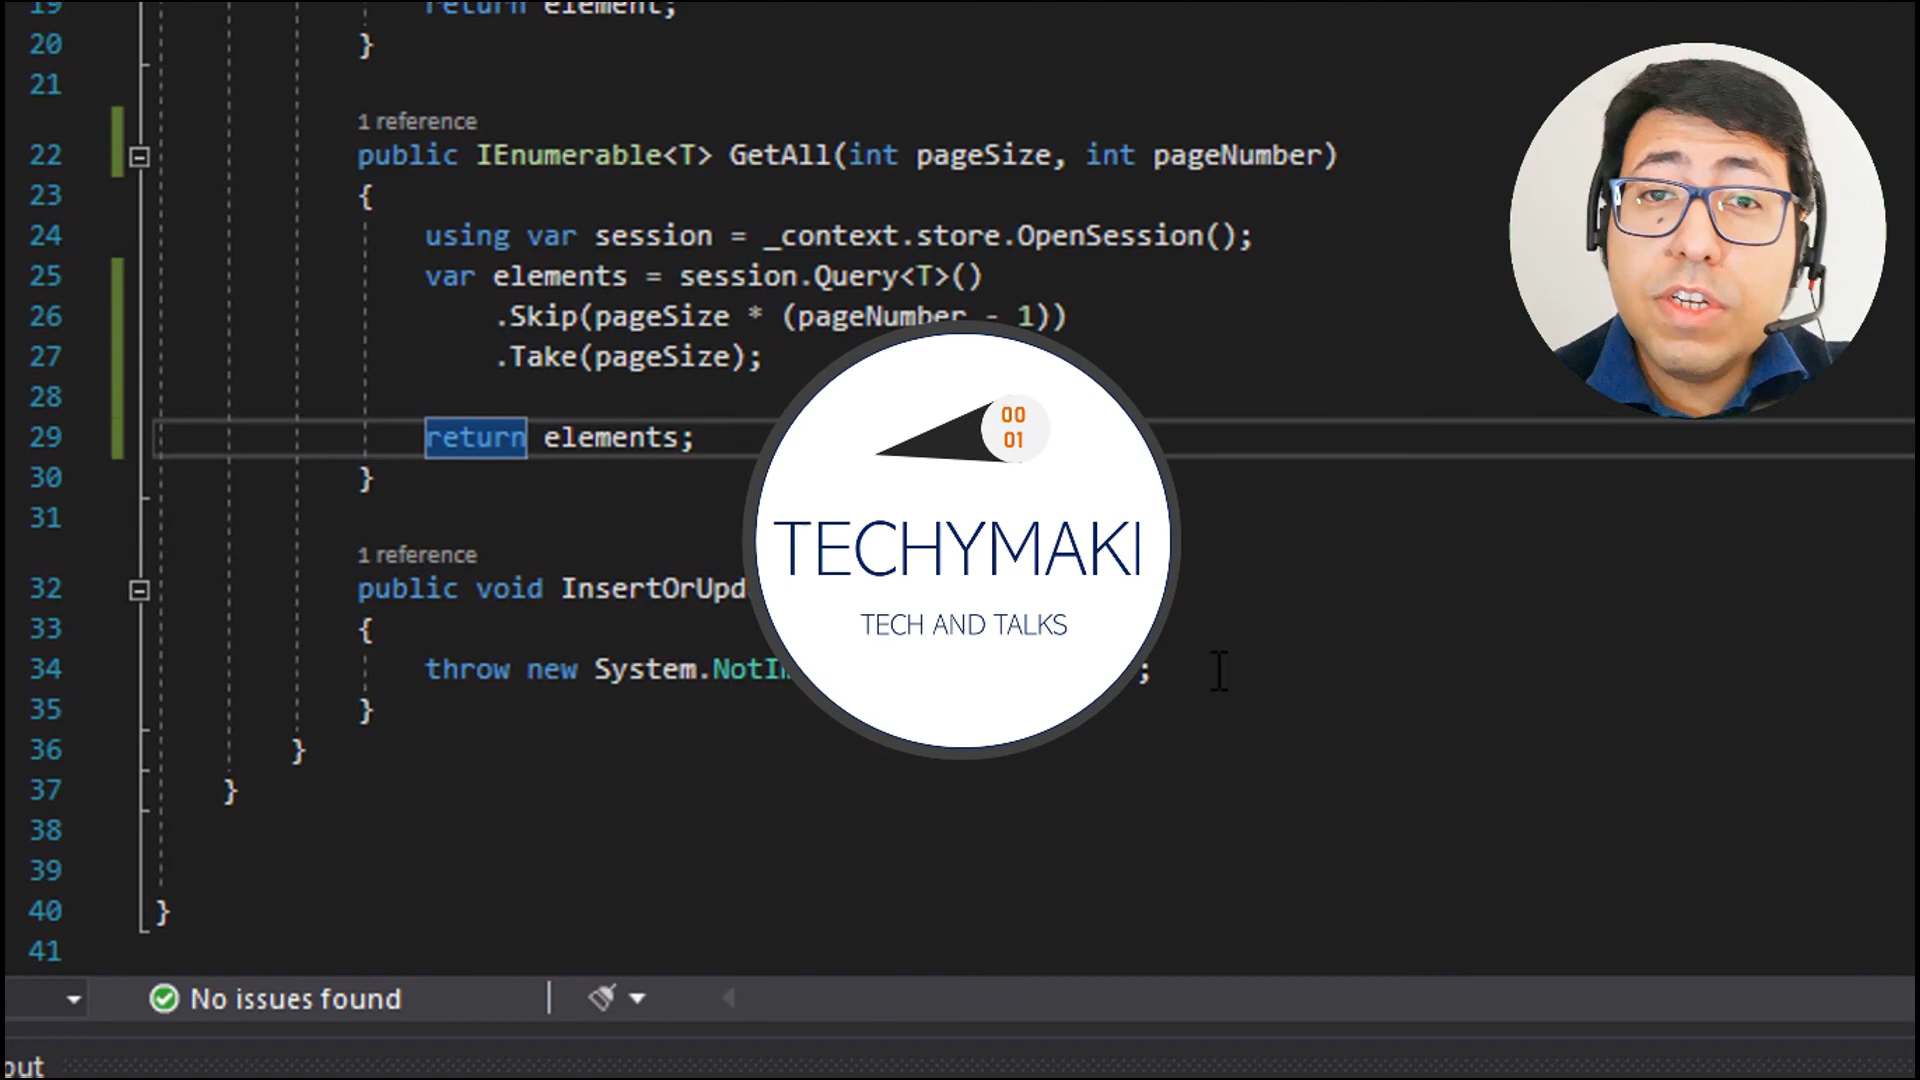 19 return element;
20 }
21
1 reference
22 public IEnumerable<T> GetAll(int pageSize, int pageNumber)
23 {
24 using var session = _context.store.OpenSession();
25 var elements = session.Query<T>()
26 .Skip(pageSize * (pageNumber - 1))
27 .Take(pageSize);
28
29 return elements;
30 }
31
1 reference
32 public void
33 {
34 throw new System.
;
35 }
36 }
37 }
38
39
40 }
41
00
01
TECHYMAKI
TECH AND TALKS
No issues found